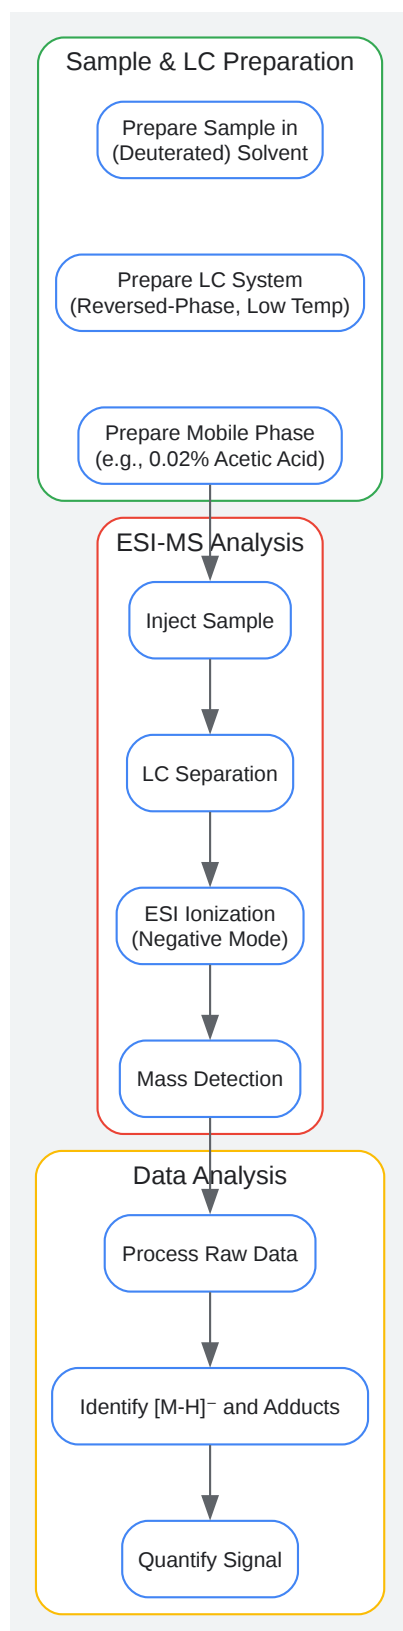 Sample & LC Preparation
Prepare Sample in
(Deuterated) Solvent
Prepare LC System
(Reversed-Phase, Low Temp)
Prepare Mobile Phase
(e.g., 0.02% Acetic Acid)
ESI-MS Analysis
Inject Sample
LC Separation
ESI Ionization
(Negative Mode)
Mass Detection
Data Analysis
Process Raw Data
Identify [M-H]⁻ and Adducts
Quantify Signal